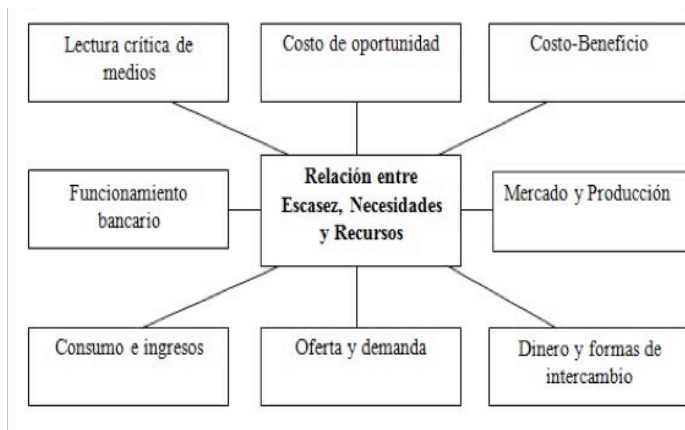 Lectura crítica de
medios
Costo de oportunidad
Costo-Beneficio
Funcionamiento
bancario
Relación entre
Escasez, Necesidades
y Recursos
Mercado y Producción
Consumo e ingresos
Oferta y demanda
Dinero y formas de
intercambio